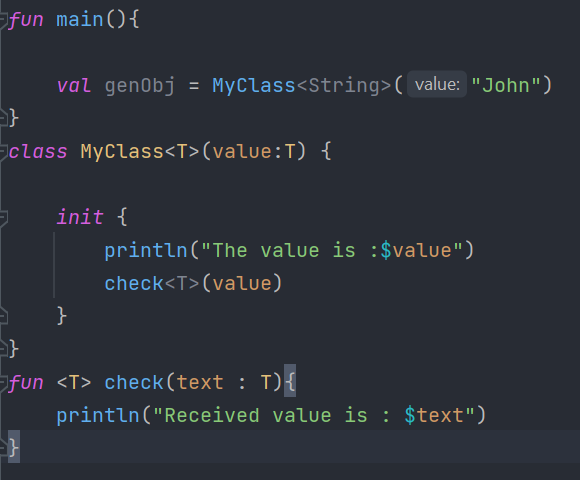 fun main(){
val genObj = MyClass<String>( value: "John")
}
class MyClass<T>(value:T) {
init {
println("The value is :$value")
check<T>(value)
}
}
fun <T> check(text : T){
println("Received value is : $text")
}